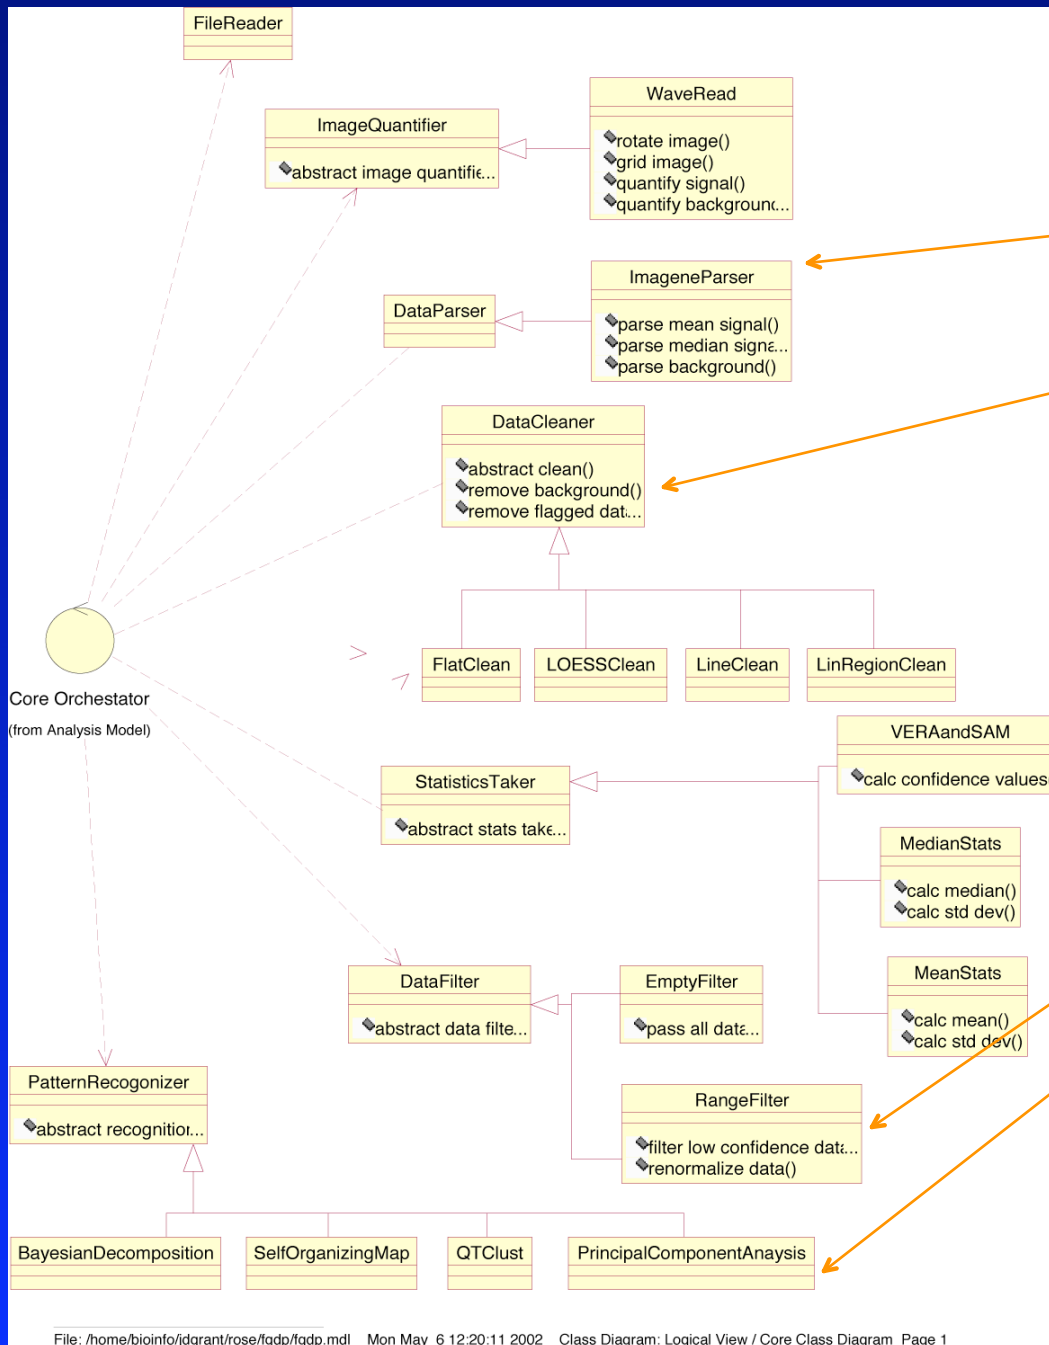 FileReader
ImageQuantifier
abstract image quantifie...
WaveRead
rotate image()
grid image()
quantify signal()
quantify backgroun...
DataParser
ImageneParser
parse mean signal()
parse median signa...
parse background()
DataCleaner
abstract clean()
remove background()
remove flagged dat...
FlatClean
LOESSClean
LineClean
LinRegionClean
Core Orchestator
(from Analysis Model)
VERAandSAM
calc confidence values
StatisticsTaker
abstract stats take...
MedianStats
calc median()
calc std dev()
MeanStats
calc mean()
calc std dev()
DataFilter
abstract data filte...
EmptyFilter
pass all data...
RangeFilter
filter low confidence data...
renormalize data()
PatternRecogonizer
abstract recognition...
BayesianDecomposition
SelfOrganizingMap
QTClust
PrincipalComponentAnaysis
File: /home/bioinfo/jdgrant/rose/fgdp/fgdp.mdl Mon May 6 12:20:11 2002 Class Diagram: Logical View / Core Class Diagram Page 1